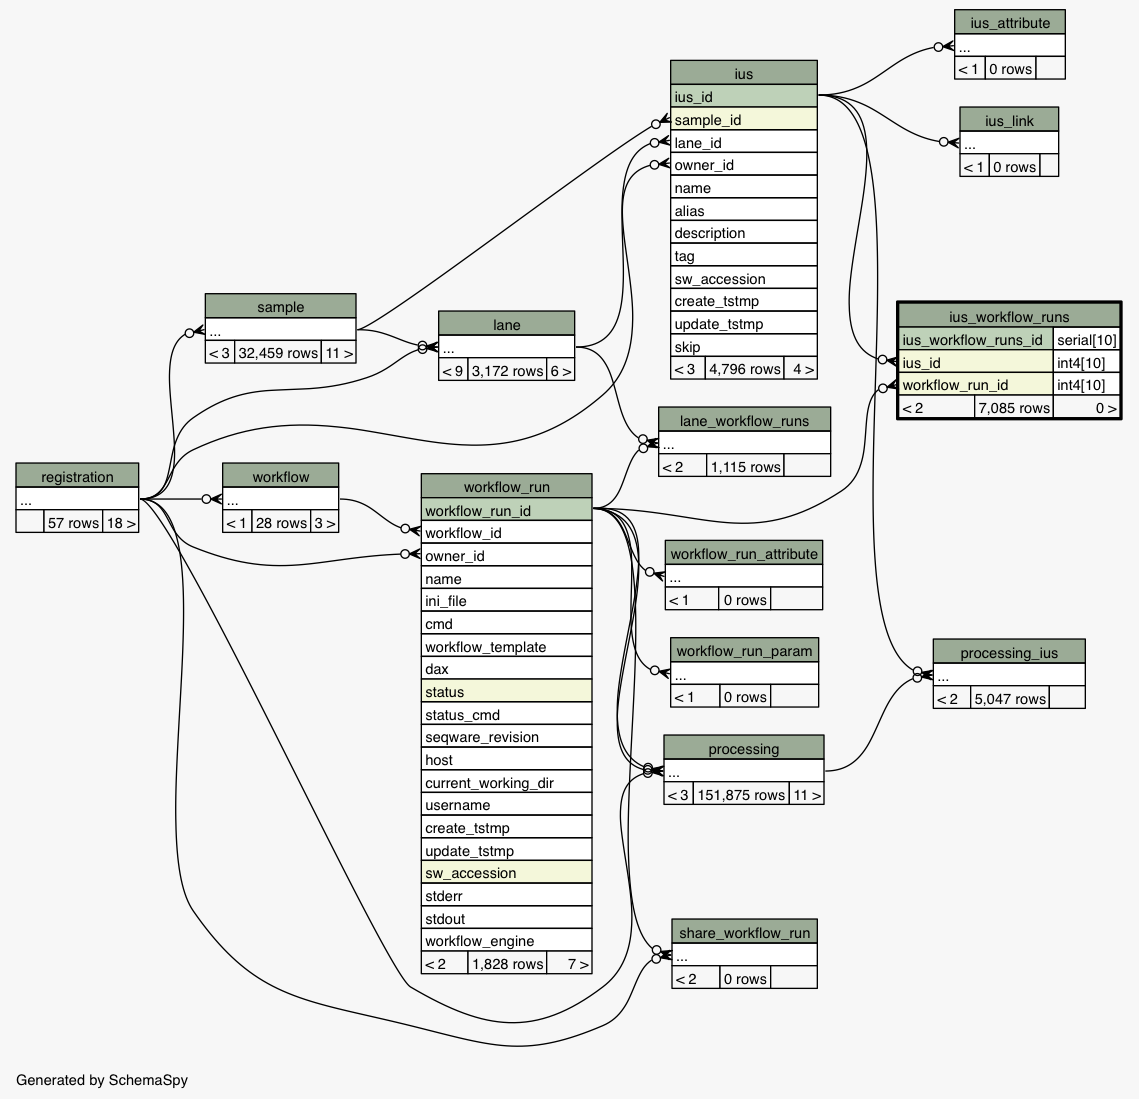 ius_attribute
...
< 1 0 rows
ius
ius_id
sample_id
lane_id
owner_id
name
alias
description
tag
sw_accession
create_tstmp
update_tstmp
skip
< 3 4,796 rows 4 >
ius_link
...
< 1 0 rows
sample
...
< 3 32,459 rows 11 >
lane
...
< 9 3,172 rows 6 >
ius_workflow_runs
ius_workflow_runs_id serial[10]
ius_id int4[10]
workflow_run_id int4[10]
< 2 7,085 rows 0 >
lane_workflow_runs
...
< 2 1,115 rows
registration
...
57 rows 18 >
workflow
...
< 1 28 rows 3 >
workflow_run
workflow_run_id
workflow_id
owner_id
name
ini_file
cmd
workflow_template
dax
status
status_cmd
seqware_revision
host
current_working_dir
username
create_tstmp
update_tstmp
sw_accession
stderr
stdout
workflow_engine
< 2 1,828 rows 7 >
workflow_run_attribute
...
< 1 0 rows
workflow_run_param
...
< 1 0 rows
processing_ius
...
< 2 5,047 rows
processing
...
< 3 151,875 rows 11 >
share_workflow_run
...
< 2 0 rows
Generated by SchemaSpy